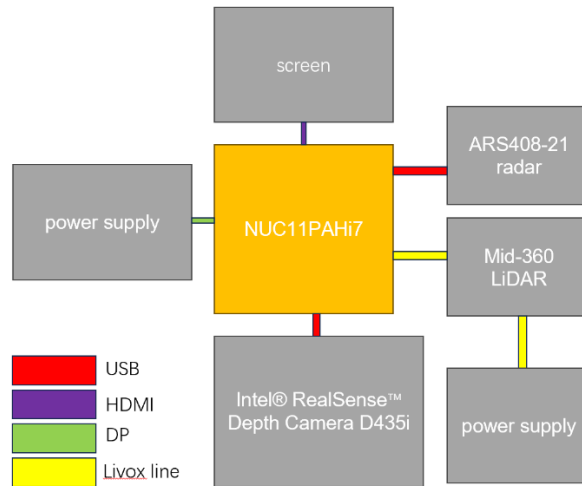 screen
ARS408-21
radar
power supply
NUC11PAHi7
Mid-360
LiDAR
Intel® RealSense™
Depth Camera D435i
power supply
USB
HDMI
DP
Livox line